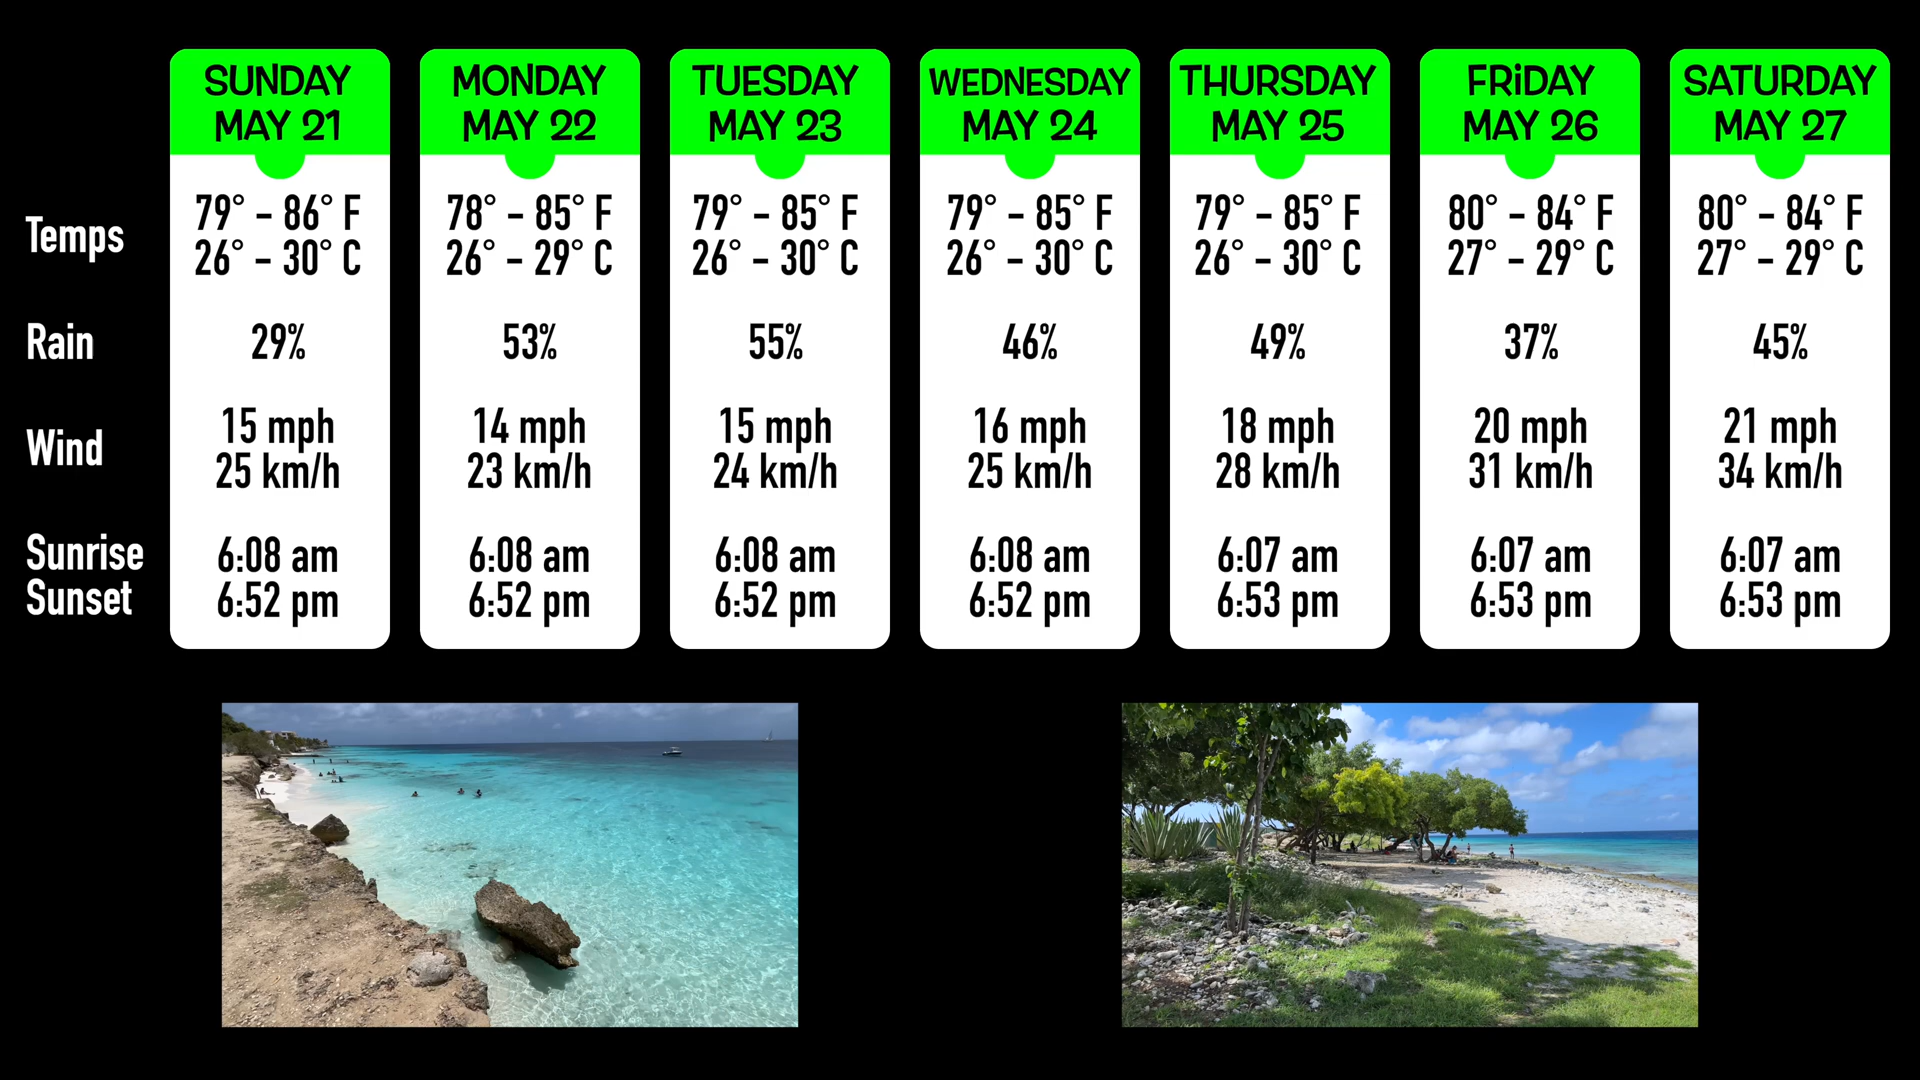 SUNDAY
MAY 21
MONDAY
MAY 22
TUESDAY
MAY 23
WEDNESDAY
MAY 24
THURSDAY
MAY 25
FRiDAY
MAY 26
SATURDAY
MAY 27
Temps
79° – 86° F
26° – 30° C
78° – 85° F
26° – 29° C
79° – 85° F
26° – 30° C
79° – 85° F
26° – 30° C
79° – 85° F
26° – 30° C
80° – 84° F
27° – 29° C
80° – 84° F
27° – 29° C
Rain
29%
53%
55%
46%
49%
37%
45%
Wind
15 mph
25 km/h
14 mph
23 km/h
15 mph
24 km/h
16 mph
25 km/h
18 mph
28 km/h
20 mph
31 km/h
21 mph
34 km/h
Sunrise
Sunset
6:08 am
6:52 pm
6:08 am
6:52 pm
6:08 am
6:52 pm
6:08 am
6:52 pm
6:07 am
6:53 pm
6:07 am
6:53 pm
6:07 am
6:53 pm